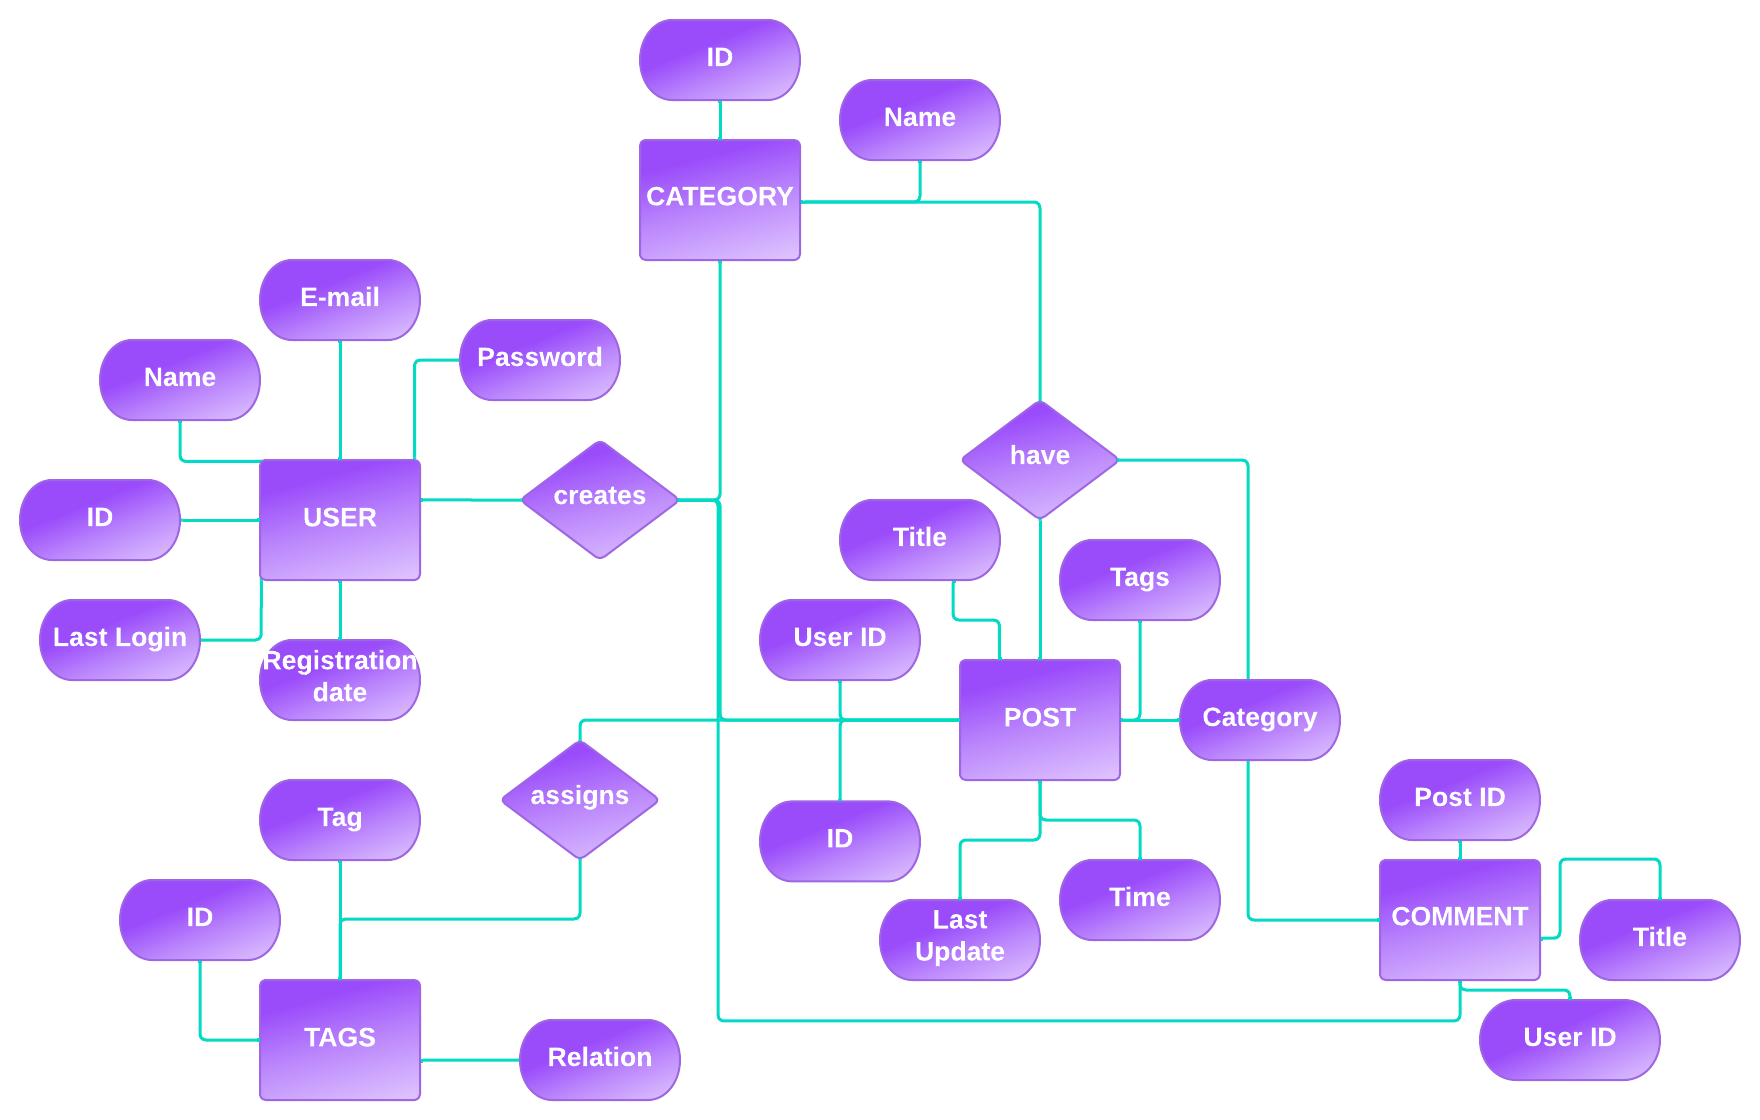 ID
Name
CATEGORY
E-mail
Password
Name
have
creates
ID
USER
Title
Tags
User ID
Last Login
Registration
date
POST
Category
assigns
Post ID
Tag
ID
ID
Time
COMMENT
Last
Update
Title
TAGS
Relation
User ID